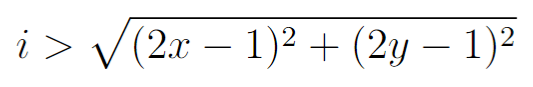 i > √((2x − 1)² + (2y − 1)²)